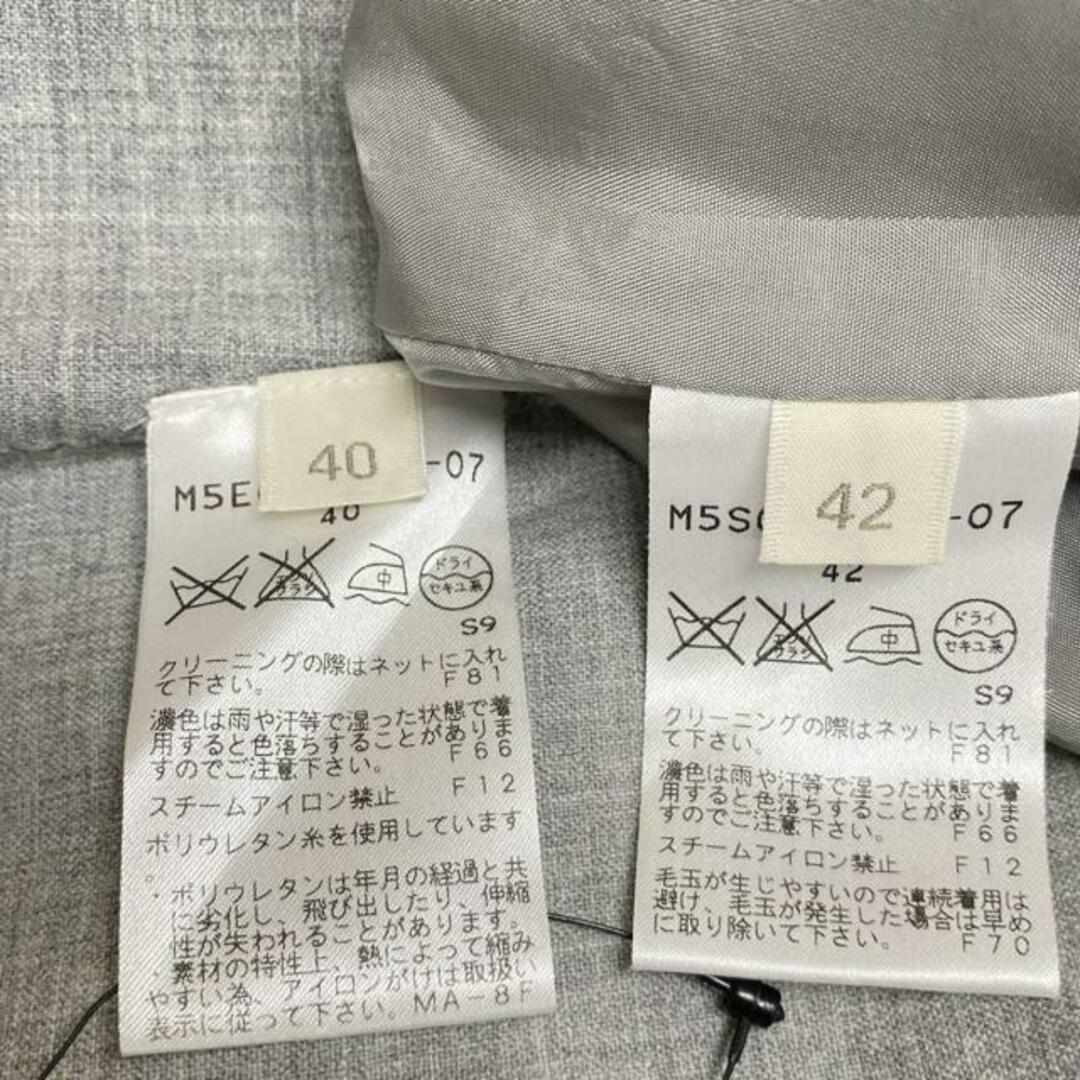 40
M5E -07
40
中
ドライ
セキユ系
S9
クリーニングの際はネットに入れ
て下さい。 F81
濃色は雨や汗等で湿った状態で着
用すると色落ちすることがありま
すのでご注意下さい。 F66
スチームアイロン禁止 F12
ポリウレタン糸を使用しています
。
・ポリウレタンは年月の経過と共
に劣化し、飛び出したり、伸縮
性が失われることがあります。
・素材の特性上、熱によって縮み
やすい為、アイロンがけは取扱い
表示に従って下さい。MA-8F
42
M5S -07
42
中
ドライ
セキユ系
S9
クリーニングの際はネットに入れ
て下さい。 F81
濃色は雨や汗等で湿った状態で着
用すると色落ちすることがありま
すのでご注意下さい。 F66
スチームアイロン禁止 F12
毛玉が生じやすいので連続着用は
避け、毛玉が発生した場合は早め
に取り除いて下さい。 F70